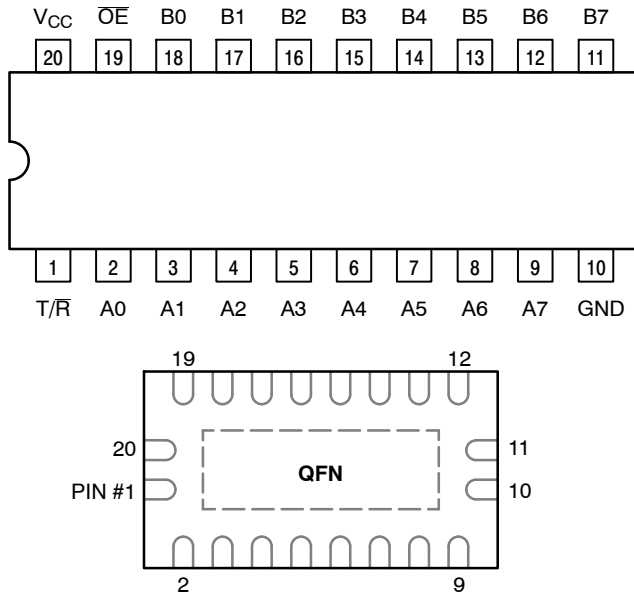 V_CC O̅E̅ B0 B1 B2 B3 B4 B5 B6 B7
20 19 18 17 16 15 14 13 12 11
1 2 3 4 5 6 7 8 9 10
T/R̅ A0 A1 A2 A3 A4 A5 A6 A7 GND
19 12
20 11
QFN
PIN #1 10
2 9